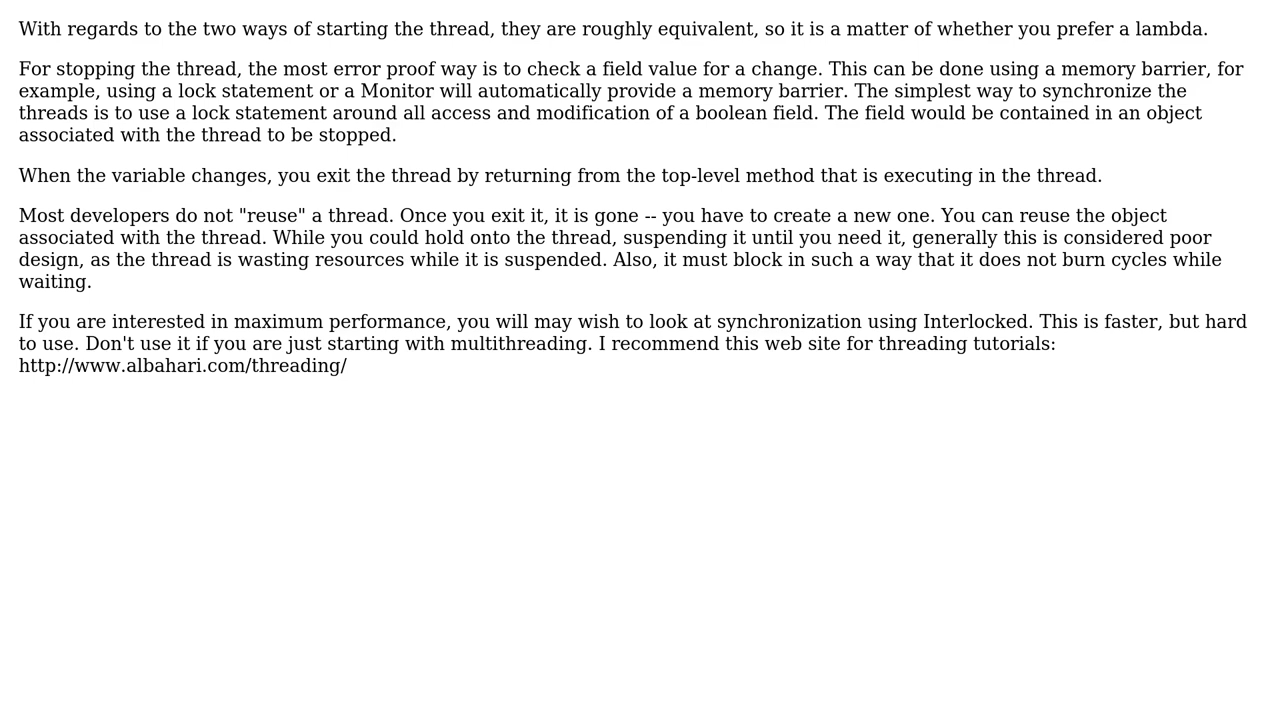 With regards to the two ways of starting the thread, they are roughly equivalent, so it is a matter of whether you prefer a lambda.
For stopping the thread, the most error proof way is to check a field value for a change. This can be done using a memory barrier, for
example, using a lock statement or a Monitor will automatically provide a memory barrier. The simplest way to synchronize the
threads is to use a lock statement around all access and modification of a boolean field. The field would be contained in an object
associated with the thread to be stopped.
When the variable changes, you exit the thread by returning from the top-level method that is executing in the thread.
Most developers do not "reuse" a thread. Once you exit it, it is gone -- you have to create a new one. You can reuse the object
associated with the thread. While you could hold onto the thread, suspending it until you need it, generally this is considered poor
design, as the thread is wasting resources while it is suspended. Also, it must block in such a way that it does not burn cycles while
waiting.
If you are interested in maximum performance, you will may wish to look at synchronization using Interlocked. This is faster, but hard
to use. Don't use it if you are just starting with multithreading. I recommend this web site for threading tutorials:
http://www.albahari.com/threading/